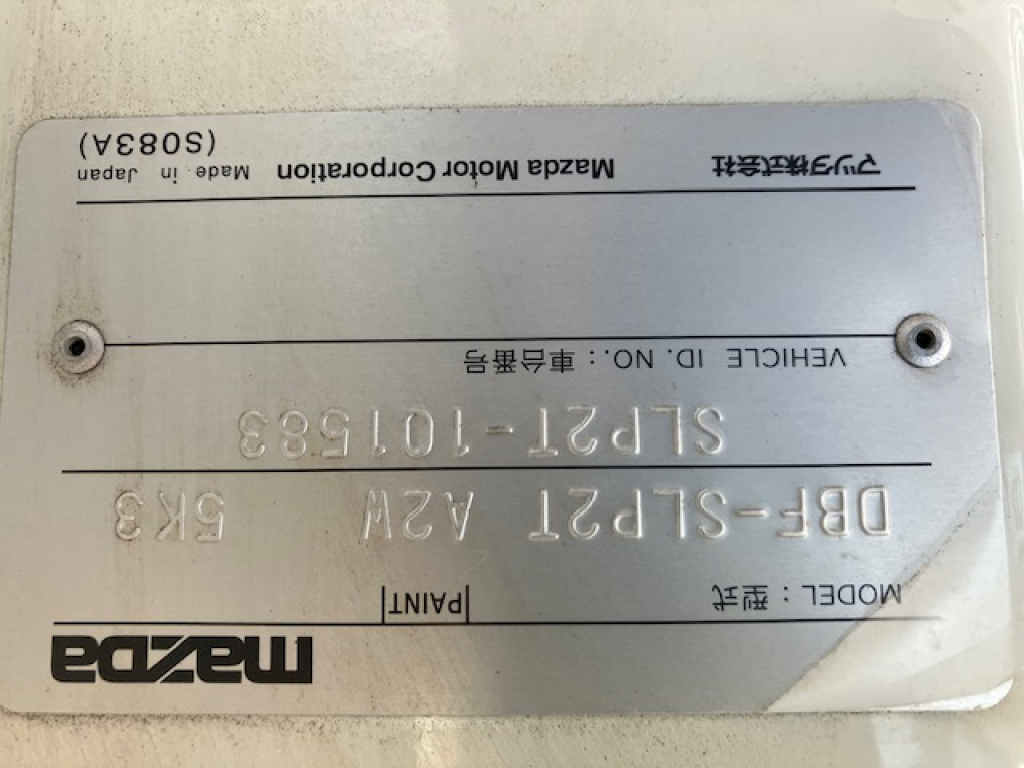 mazda
MODEL : 型式 PAINT
DBF-SLP2T A2W 5K3
SLP2T-101583
VEHICLE ID. NO. : 車台番号
マツダ株式会社 Mazda Motor Corporation Made in Japan
(S083A)